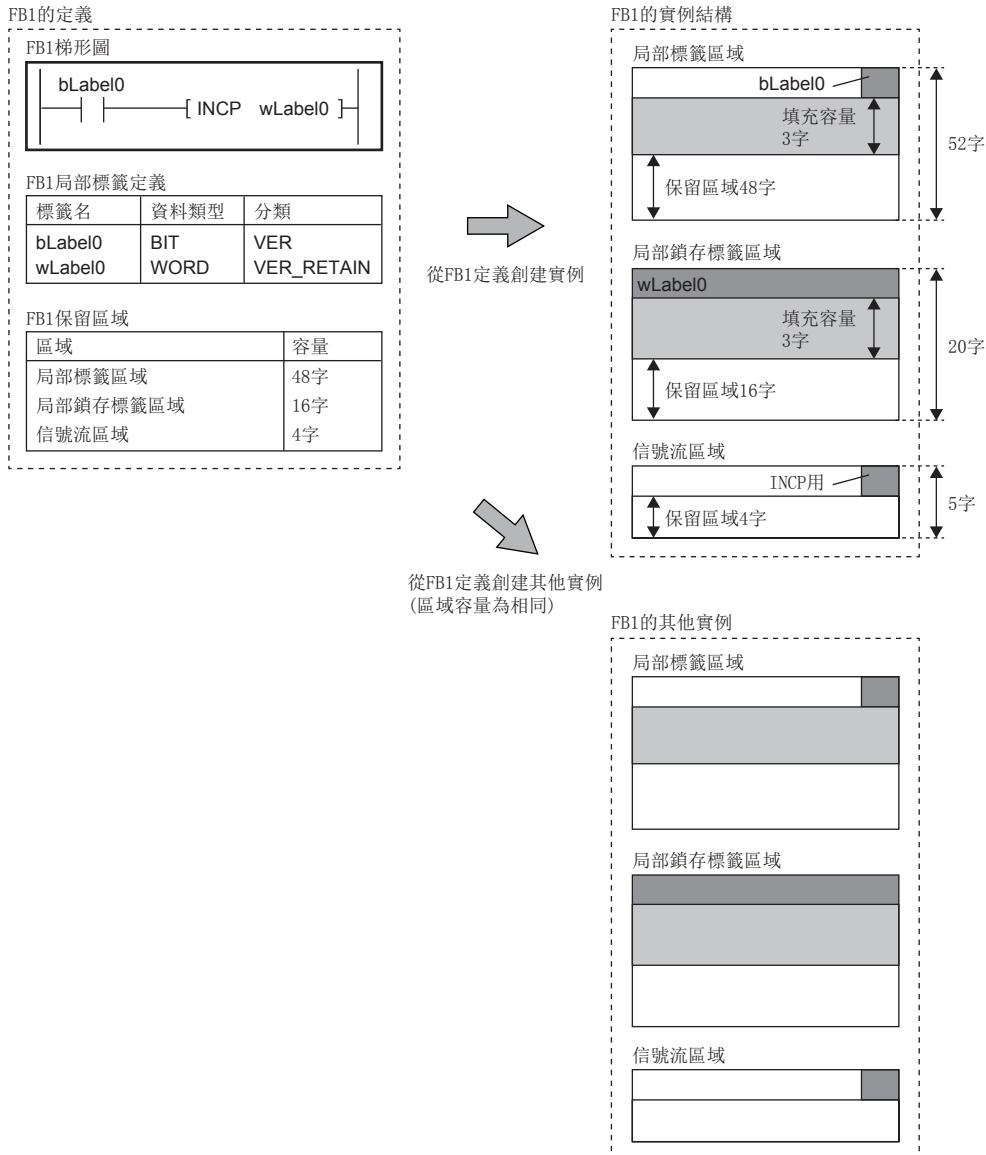 FB1的定義
FB1梯形圖
bLabel0
INCP wLabel0
FB1局部標籤定義
標籤名 資料類型 分類
bLabel0 BIT VER
wLabel0 WORD VER_RETAIN
FB1保留區域
區域 容量
局部標籤區域 48字
局部鎖存標籤區域 16字
信號流區域 4字
從FB1定義創建實例
FB1的實例結構
局部標籤區域
bLabel0
填充容量
3字
保留區域48字
52字
局部鎖存標籤區域
wLabel0
填充容量
3字
保留區域16字
20字
信號流區域
INCP用
保留區域4字
5字
從FB1定義創建其他實例
(區域容量為相同)
FB1的其他實例
局部標籤區域
局部鎖存標籤區域
信號流區域